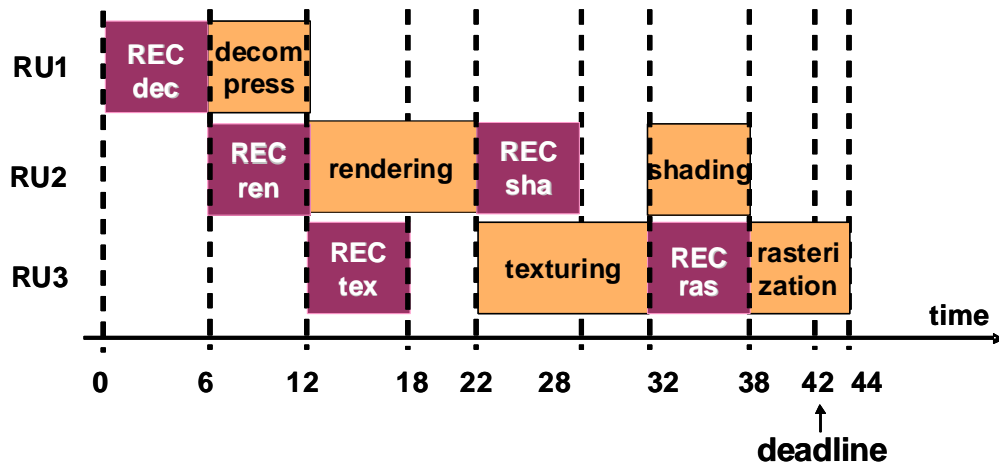 RU1
REC
dec
decom
press
RU2
REC
ren
rendering
REC
sha
shading
RU3
REC
tex
texturing
REC
ras
rasteri
zation
time
0 6 12 18 22 28 32 38 42 44
deadline